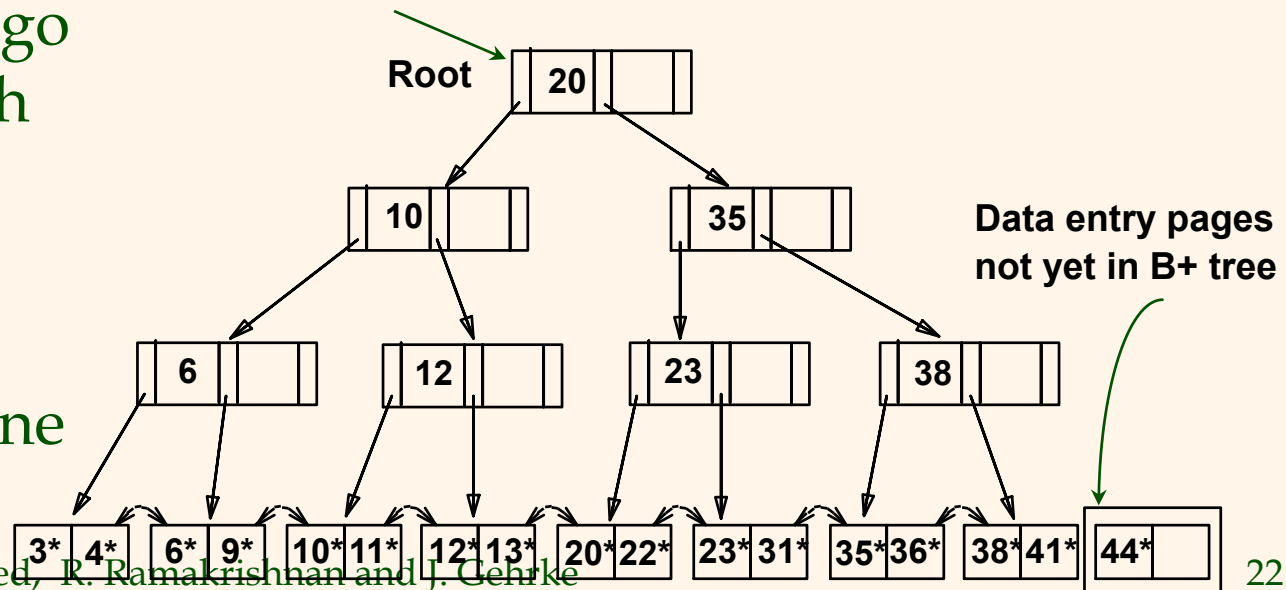 go
h
Root
20
10
35
Data entry pages
not yet in B+ tree
6
12
23
38
ne
3* 4* 6* 9* 10* 11* 12* 13* 20* 22* 23* 31* 35* 36* 38* 41* 44*
ed, R. Ramakrishnan and J. Gehrke
22